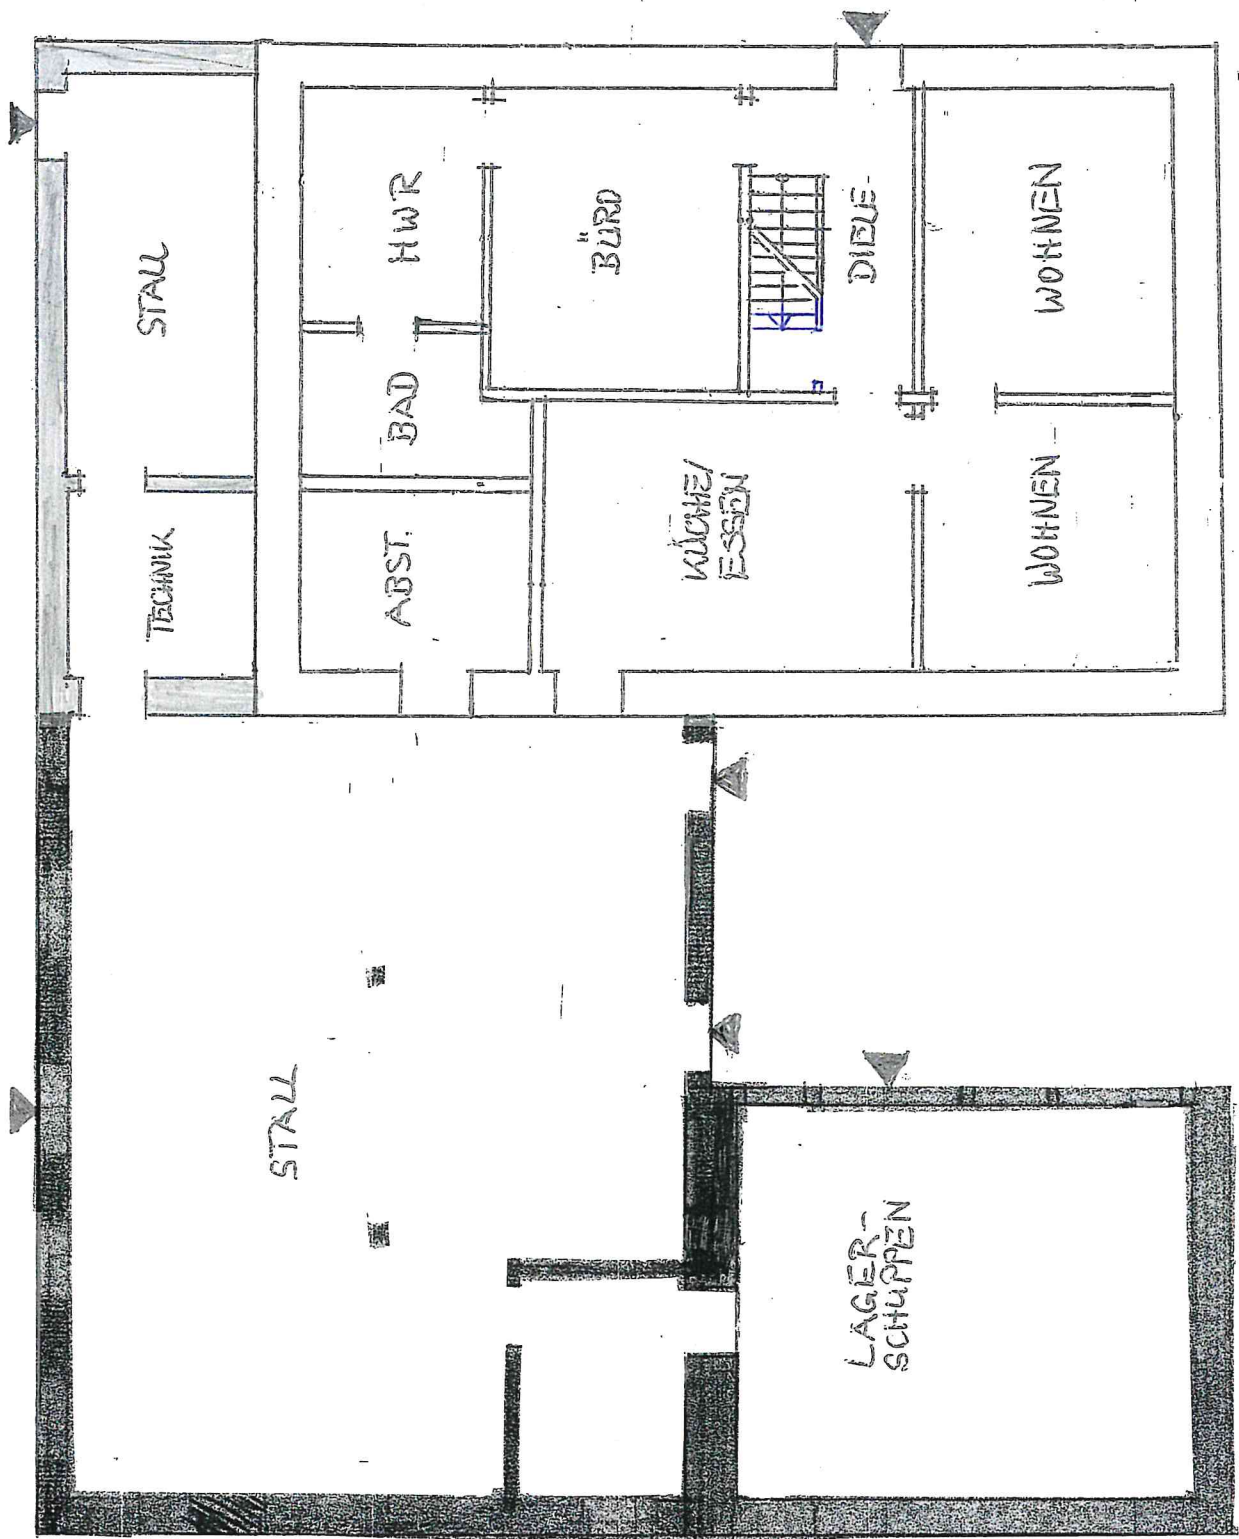 STALL
TECHNIK
HWR
BAD
ABST.
BÜRO
KÜCHE/
ESSEN
DIELE-
WOHNEN
WOHNEN-
STALL
LAGER-
SCHUPPEN